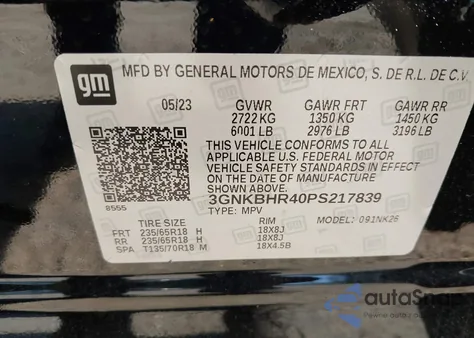 gm
MFD BY GENERAL MOTORS DE MEXICO, S. DE R.L. DE C.V.
05/23 GVWR GAWR FRT GAWR RR
2722 KG 1350 KG 1450 KG
6001 LB 2976 LB 3196 LB
THIS VEHICLE CONFORMS TO ALL
APPLICABLE U.S. FEDERAL MOTOR
VEHICLE SAFETY STANDARDS IN
EFFECT ON THE DATE OF
MANUFACTURE SHOWN ABOVE.
3GNKBHR40PS217839
8555 TYPE: MPV MODEL: 091NK26
TIRE SIZE RIM
FRT 235/65R18 H 18X8J
RR 235/65R18 H 18X8J
SPA T135/70R18 M 18X4.5B
autaSnap